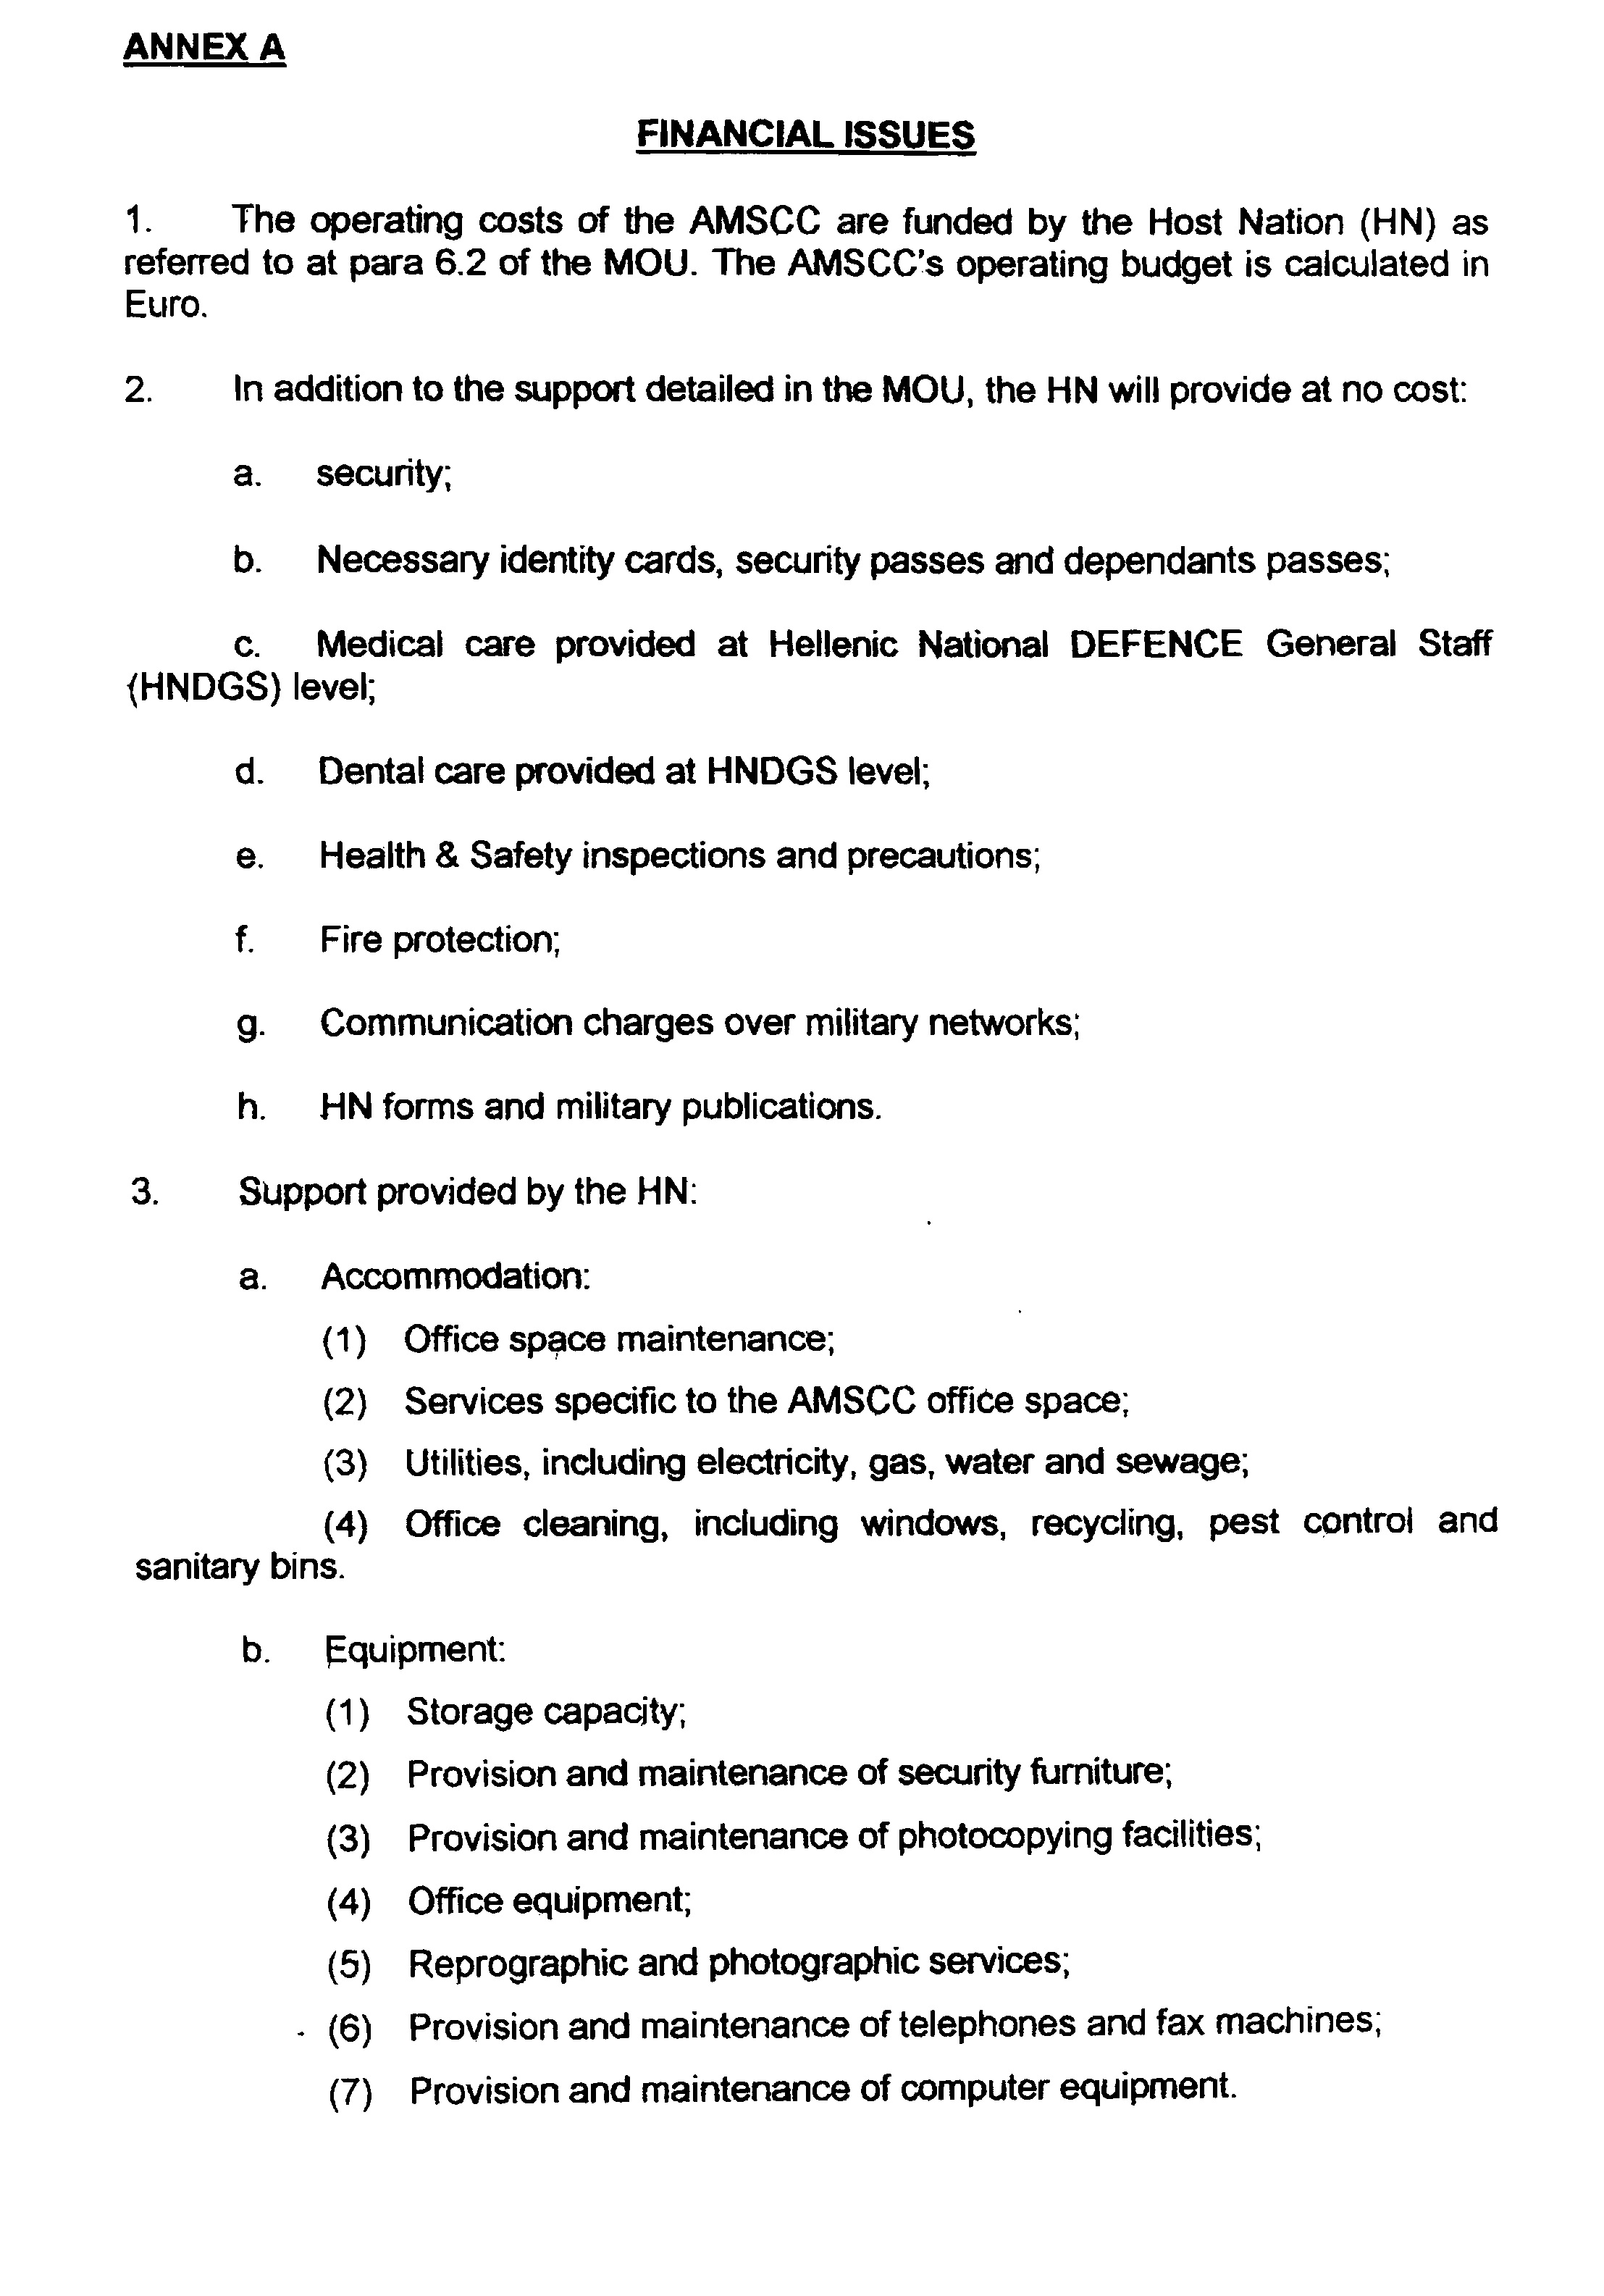 ANNEX A
FINANCIAL ISSUES
1. The operating costs of the AMSCC are funded by the Host Nation (HN) as
referred to at para 6.2 of the MOU. The AMSCC's operating budget is calculated in
Euro.
2. In addition to the support detailed in the MOU, the HN will provide at no cost:
a. security;
b. Necessary identity cards, security passes and dependants passes;
c. Medical care provided at Hellenic National DEFENCE General Staff
(HNDGS) level;
d. Dental care provided at HNDGS level;
e. Health & Safety inspections and precautions;
f. Fire protection;
g. Communication charges over military networks;
h. HN forms and military publications.
3. Support provided by the HN:
a. Accommodation:
(1) Office space maintenance;
(2) Services specific to the AMSCC office space;
(3) Utilities, including electricity, gas, water and sewage;
(4) Office cleaning, including windows, recycling, pest control and
sanitary bins.
b. Equipment:
(1) Storage capacity;
(2) Provision and maintenance of security furniture;
(3) Provision and maintenance of photocopying facilities;
(4) Office equipment;
(5) Reprographic and photographic services;
(6) Provision and maintenance of telephones and fax machines;
(7) Provision and maintenance of computer equipment.